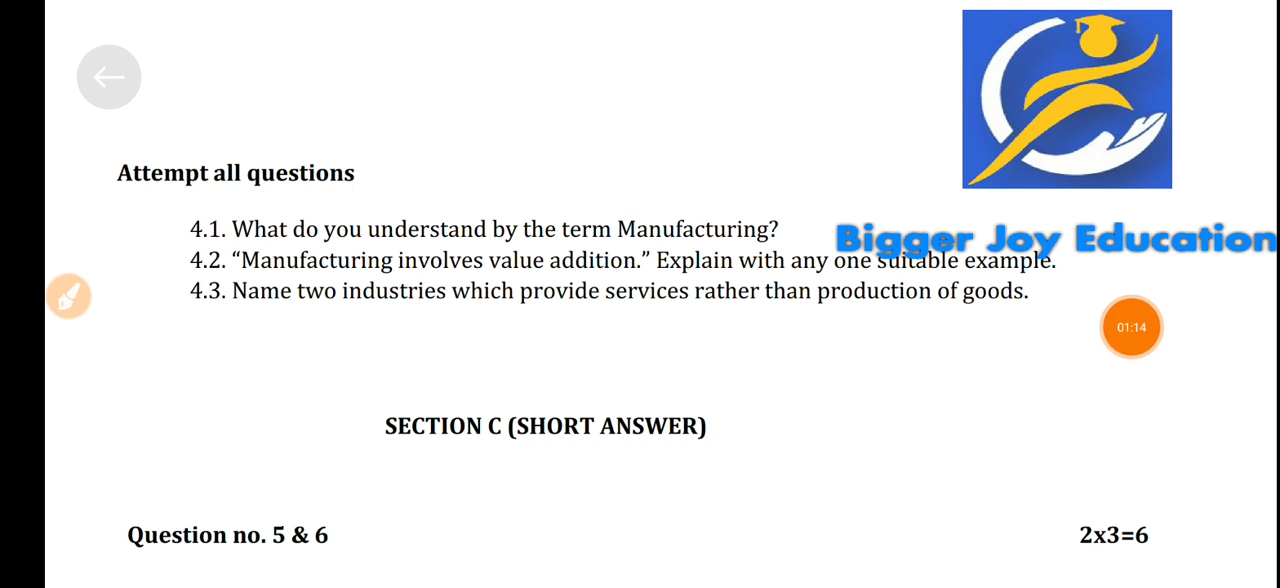 Attempt all questions
4.1. What do you understand by the term Manufacturing?
Bigger Joy Education
4.2. “Manufacturing involves value addition.” Explain with any one suitable example.
4.3. Name two industries which provide services rather than production of goods.
01:14
SECTION C (SHORT ANSWER)
Question no. 5 & 6 2x3=6